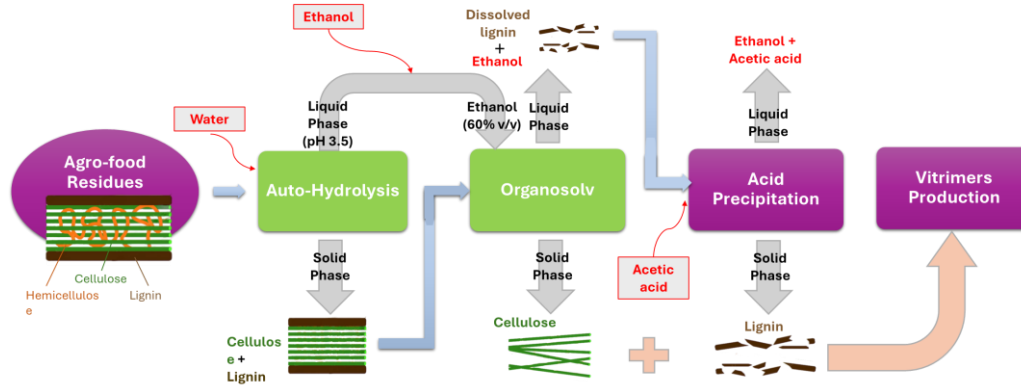 Ethanol
Water
Agro-food
Residues
Cellulose
Hemicellulos
e
Lignin
Liquid
Phase
(pH 3.5)
Auto-Hydrolysis
Solid
Phase
Cellulos
e +
Lignin
Ethanol
(60% v/v)
Dissolved
lignin
+
Ethanol
Liquid
Phase
Organosolv
Solid
Phase
Cellulose
Acetic
acid
Ethanol +
Acetic acid
Liquid
Phase
Acid
Precipitation
Solid
Phase
Lignin
Vitrimers
Production